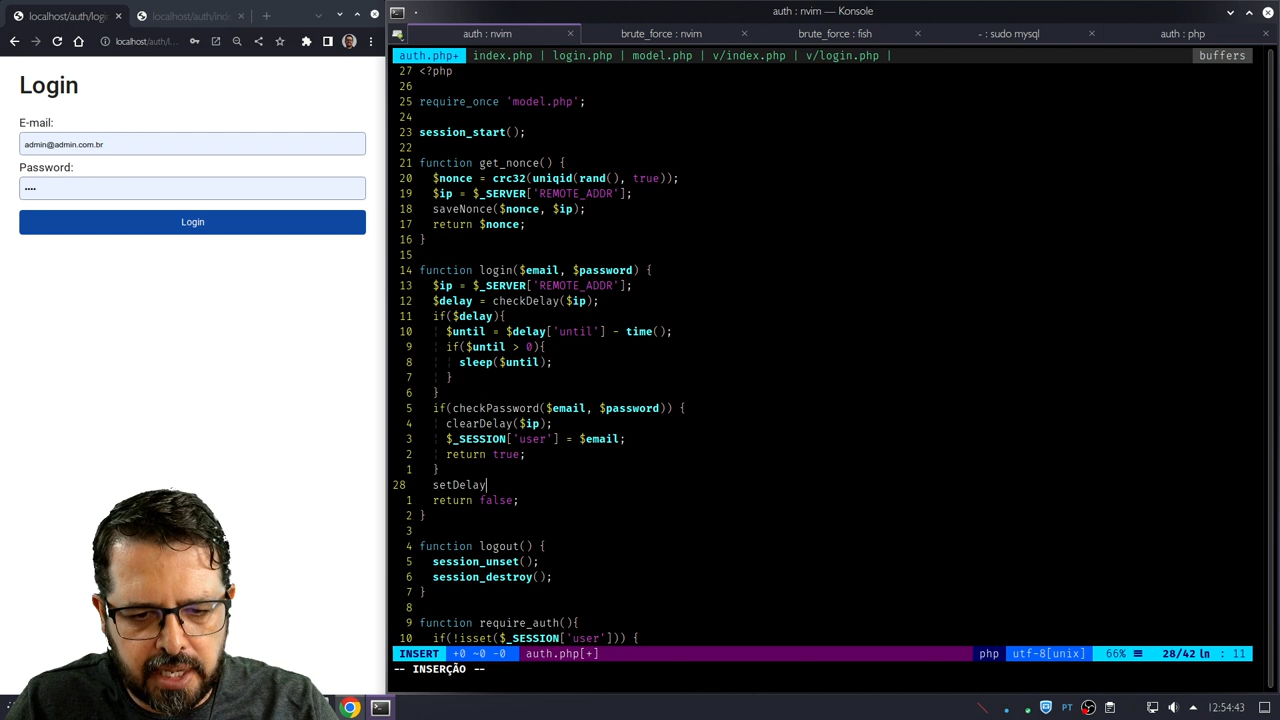 localhost/auth/login
localhost/auth/index
auth : nvim — Konsole
localhost/auth/l...
auth : nvim
brute_force : nvim
brute_force : fish
- : sudo mysql
auth : php
auth.php+ index.php | login.php | model.php | v/index.php | v/login.php |
buffers
Login
E-mail:
admin@admin.com.br
Password:
••••
Login
27 <?php
26
25 require_once 'model.php';
24
23 session_start();
22
21 function get_nonce() {
20 $nonce = crc32(uniqid(rand(), true));
19 $ip = $_SERVER['REMOTE_ADDR'];
18 saveNonce($nonce, $ip);
17 return $nonce;
16 }
15
14 function login($email, $password) {
13 $ip = $_SERVER['REMOTE_ADDR'];
12 $delay = checkDelay($ip);
11 if($delay){
10 $until = $delay['until'] - time();
9 if($until > 0){
8 sleep($until);
7 }
6 }
5 if(checkPassword($email, $password)) {
4 clearDelay($ip);
3 $_SESSION['user'] = $email;
2 return true;
1 }
28 setDelay
1 return false;
2 }
3
4 function logout() {
5 session_unset();
6 session_destroy();
7 }
8
9 function require_auth(){
10 if(!isset($_SESSION['user'])) {
INSERT +0 ~0 -0 auth.php[+] php utf-8[unix] 66% ☰ 28/42 ln : 11
-- INSERÇÃO --
PT
12:54:43